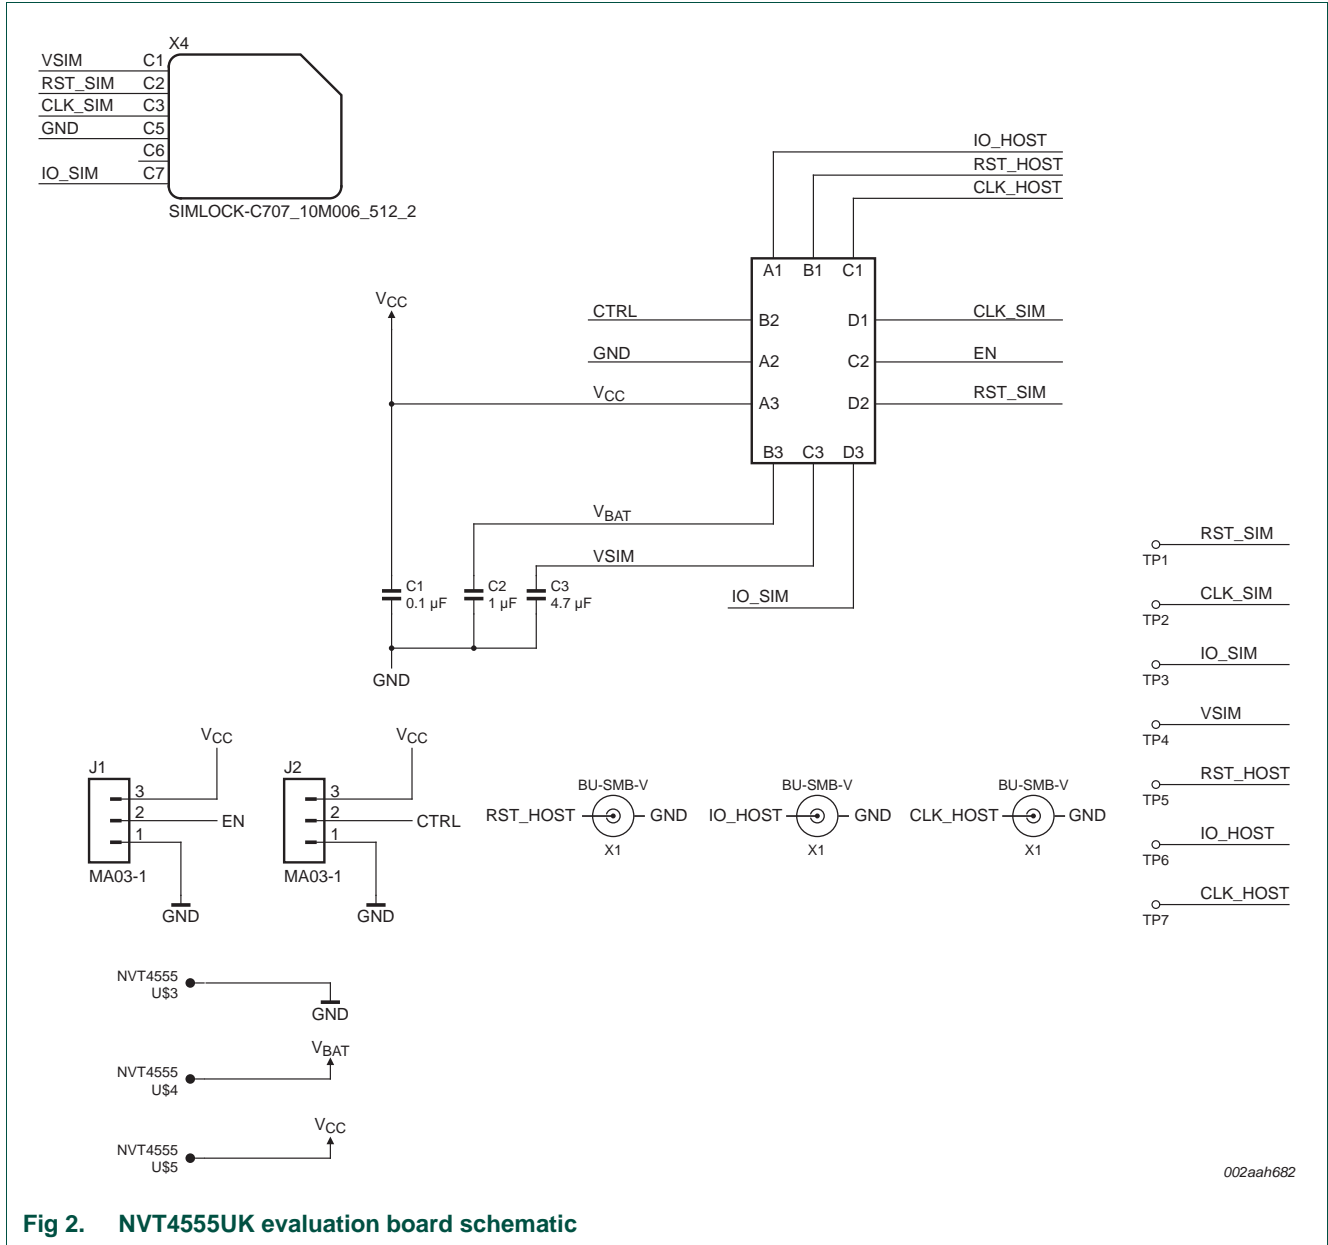 X4
VSIM C1
RST_SIM C2
CLK_SIM C3
GND C5
C6
IO_SIM C7
SIMLOCK-C707_10M006_512_2
IO_HOST
RST_HOST
CLK_HOST
A1 B1 C1
VCC
CTRL B2 D1 CLK_SIM
GND A2 C2 EN
VCC A3 D2 RST_SIM
B3 C3 D3
VBAT
VSIM
C1 0.1 µF
C2 1 µF
C3 4.7 µF
IO_SIM
GND
RST_SIM
TP1
CLK_SIM
TP2
IO_SIM
TP3
VSIM
TP4
RST_HOST
TP5
IO_HOST
TP6
CLK_HOST
TP7
VCC
J1
3
2 EN
1
MA03-1
GND
VCC
J2
3
2 CTRL
1
MA03-1
GND
BU-SMB-V
RST_HOST GND
X1
BU-SMB-V
IO_HOST GND
X1
BU-SMB-V
CLK_HOST GND
X1
NVT4555
U$3
GND
VBAT
NVT4555
U$4
VCC
NVT4555
U$5
002aah682
Fig 2. NVT4555UK evaluation board schematic